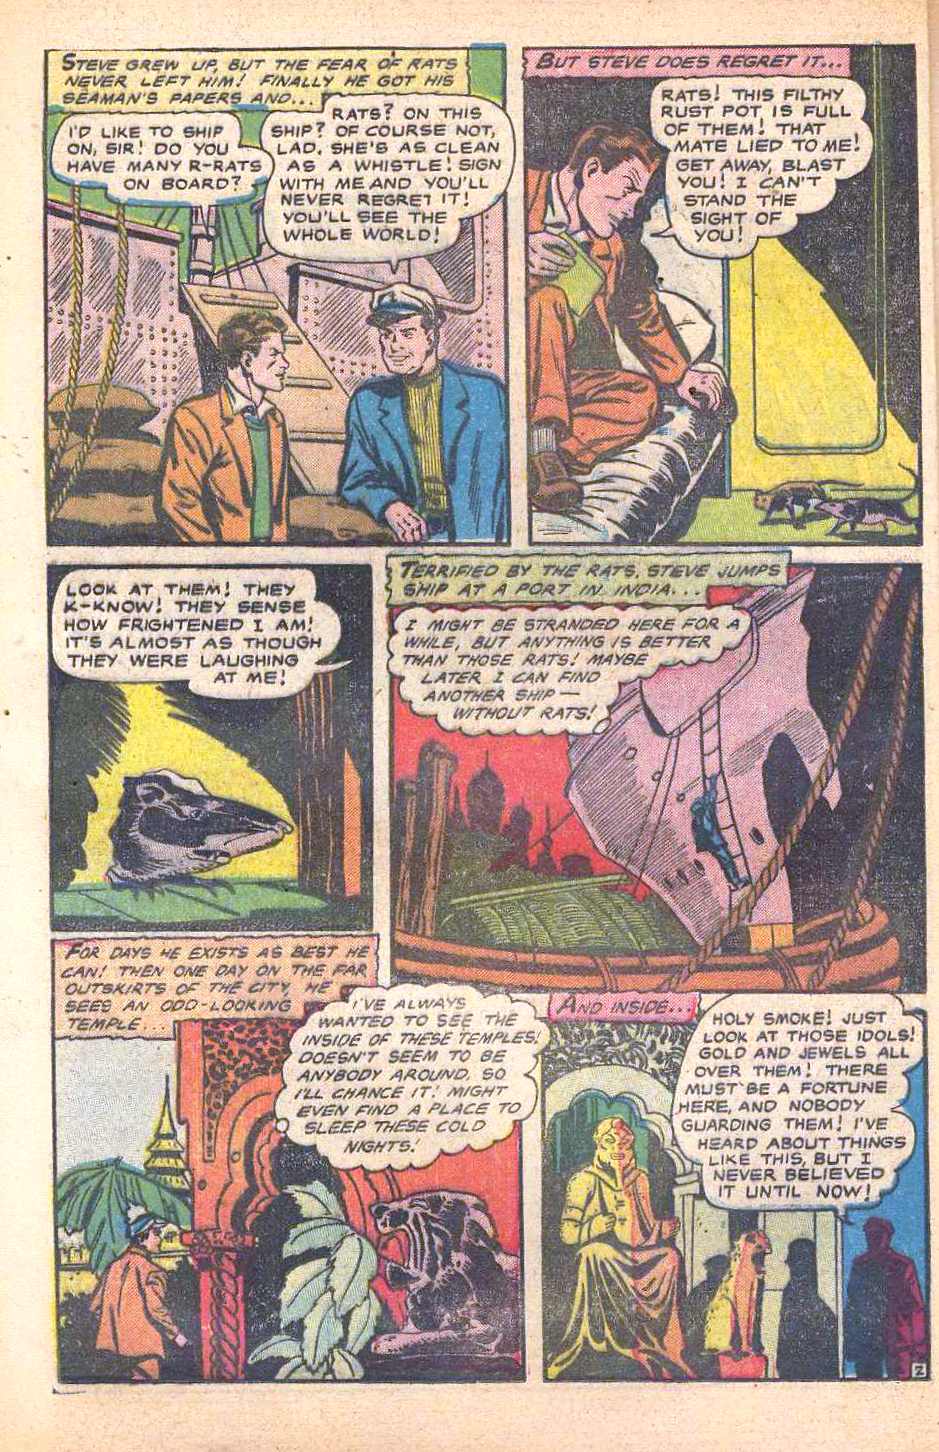 STEVE GREW UP, BUT THE FEAR OF RATS
NEVER LEFT HIM! FINALLY HE GOT HIS
SEAMAN'S PAPERS AND...
I'D LIKE TO SHIP
ON, SIR! DO YOU
HAVE MANY R-RATS
ON BOARD?
RATS? ON THIS
SHIP? OF COURSE NOT,
LAD. SHE'S AS CLEAN
AS A WHISTLE! SIGN
WITH ME AND YOU'LL
NEVER REGRET IT!
YOU'LL SEE THE
WHOLE WORLD!
BUT STEVE DOES REGRET IT...
RATS! THIS FILTHY
RUST POT, IS FULL
OF THEM! THAT
MATE LIED TO ME!
GET AWAY, BLAST
YOU! I CAN'T
STAND THE
SIGHT OF
YOU!
LOOK AT THEM! THEY
K-KNOW! THEY SENSE
HOW FRIGHTENED I AM!
IT'S ALMOST AS THOUGH
THEY WERE LAUGHING
AT ME!
TERRIFIED BY THE RATS, STEVE JUMPS
SHIP AT A PORT IN INDIA...
I MIGHT BE STRANDED HERE FOR A
WHILE, BUT ANYTHING IS BETTER
THAN THOSE RATS! MAYBE
LATER I CAN FIND
ANOTHER SHIP—
WITHOUT RATS!
FOR DAYS HE EXISTS AS BEST HE
CAN! THEN ONE DAY ON THE FAR
OUTSKIRTS OF THE CITY, HE
SEES AN ODD-LOOKING
TEMPLE...
I'VE ALWAYS
WANTED TO SEE THE
INSIDE OF THESE TEMPLES!
DOESN'T SEEM TO BE
ANYBODY AROUND, SO
I'LL CHANCE IT! MIGHT
EVEN FIND A PLACE TO
SLEEP THESE COLD
NIGHTS!
AND INSIDE...
HOLY SMOKE! JUST
LOOK AT THOSE IDOLS!
GOLD AND JEWELS ALL
OVER THEM! THERE
MUST BE A FORTUNE
HERE, AND NOBODY
GUARDING THEM! I'VE
HEARD ABOUT THINGS
LIKE THIS, BUT I
NEVER BELIEVED
IT UNTIL NOW!
2